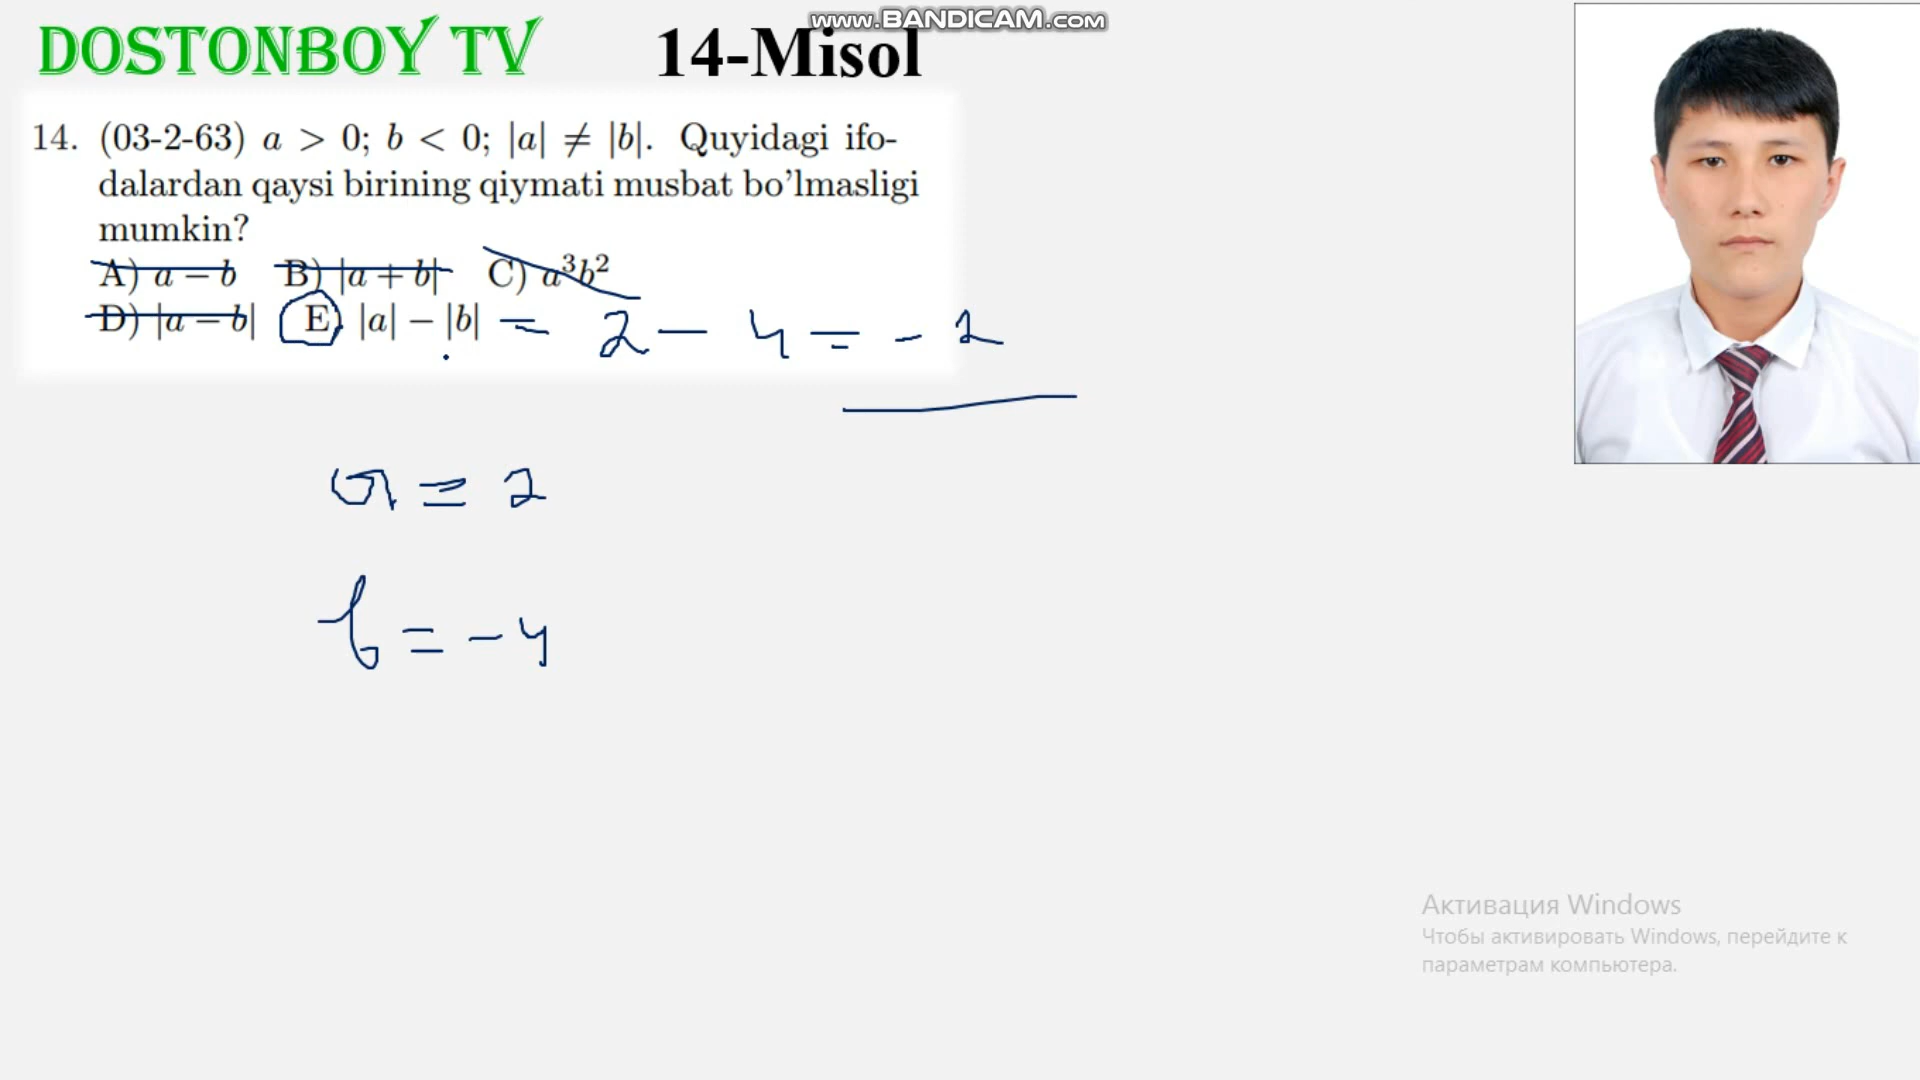 www.BANDICAM.com
DOSTONBOY TV
14-Misol
14. (03-2-63) a > 0; b < 0; |a| ≠ |b|. Quyidagi ifo-
dalardan qaysi birining qiymati musbat bo'lmasligi
mumkin?
A) a − b B) |a + b| C) a³b²
D) |a − b| E) |a| − |b| = 2 − 4 = −2
a = 2
b = −4
Активация Windows
Чтобы активировать Windows, перейдите к
параметрам компьютера.